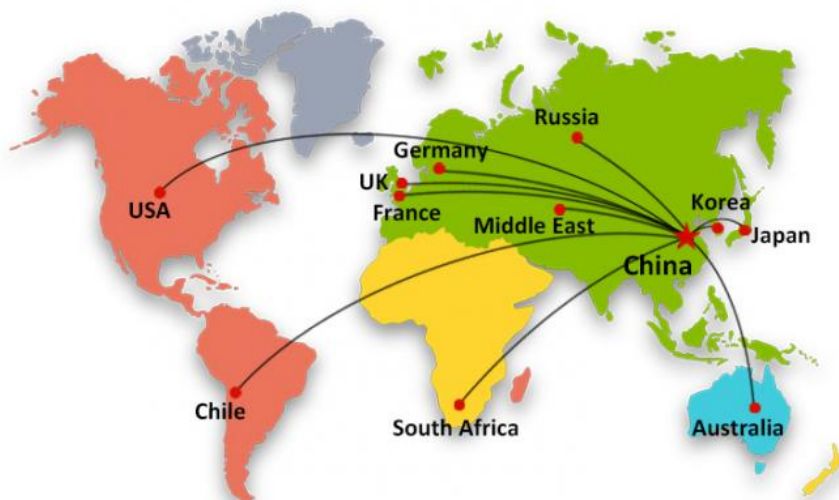 Russia
Germany
UK
USA
France
Middle East
Korea
Japan
China
Chile
South Africa
Australia